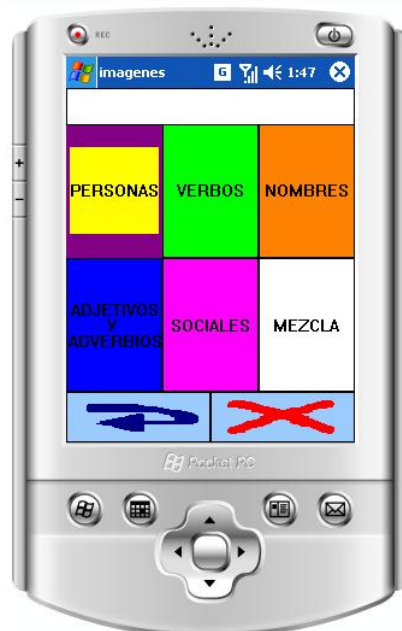 REC
imagenes G 1:47
PERSONAS VERBOS NOMBRES
ADJETIVOS
Y
ADVERBIOS
SOCIALES MEZCLA
Pocket PC
+
-